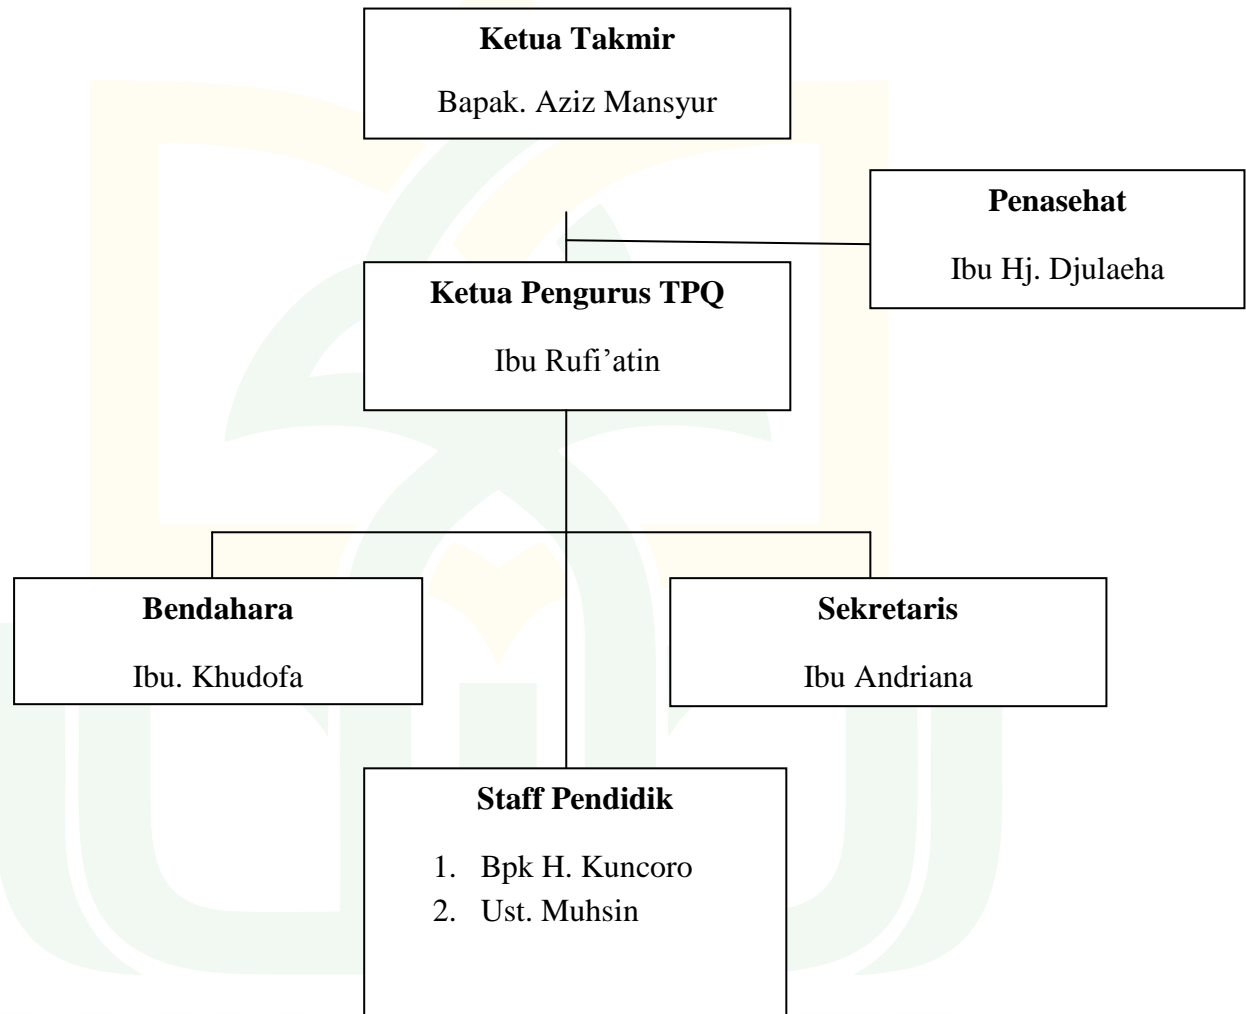 Ketua Takmir
Bapak. Aziz Mansyur
Penasehat
Ibu Hj. Djulaeha
Ketua Pengurus TPQ
Ibu Rufi’atin
Bendahara
Ibu. Khudofa
Sekretaris
Ibu Andriana
Staff Pendidik
1. Bpk H. Kuncoro
2. Ust. Muhsin